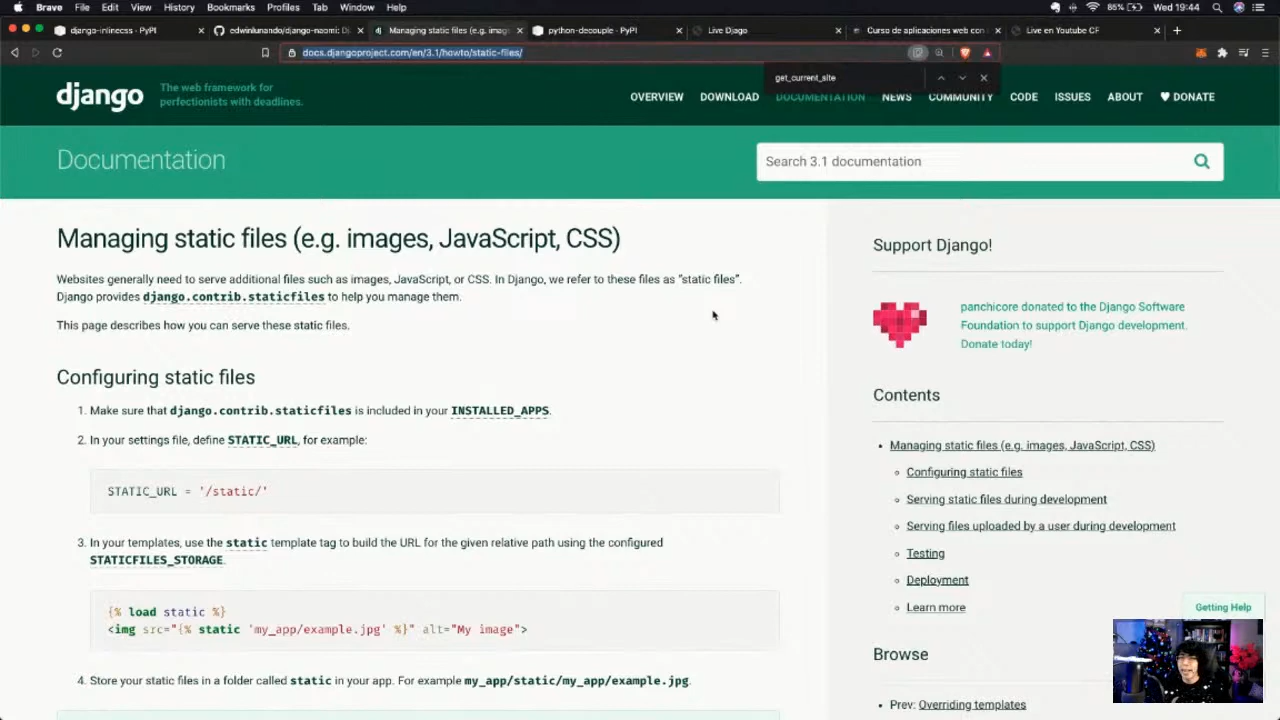 Brave File Edit View History Bookmarks Profiles Tab Window Help 86% Wed 19:44
django-inlinecss · PyPI edwinlunando/django-naomi: Dj Managing static files (e.g. imag python-decouple · PyPI Live Django Curso de aplicaciones web con Live en Youtube CF
docs.djangoproject.com/en/3.1/howto/static-files/
get_current_site
django
The web framework for
perfectionists with deadlines.
OVERVIEW DOWNLOAD DOCUMENTATION NEWS COMMUNITY CODE ISSUES ABOUT ♥ DONATE
Documentation
Search 3.1 documentation
Managing static files (e.g. images, JavaScript, CSS)
Websites generally need to serve additional files such as images, JavaScript, or CSS. In Django, we refer to these files as “static files”.
Django provides django.contrib.staticfiles to help you manage them.
This page describes how you can serve these static files.
Configuring static files
1. Make sure that django.contrib.staticfiles is included in your INSTALLED_APPS.
2. In your settings file, define STATIC_URL, for example:
STATIC_URL = '/static/'
3. In your templates, use the static template tag to build the URL for the given relative path using the configured
STATICFILES_STORAGE.
{% load static %}
<img src="{% static 'my_app/example.jpg' %}" alt="My image">
4. Store your static files in a folder called static in your app. For example my_app/static/my_app/example.jpg.
Support Django!
panchicore donated to the Django Software
Foundation to support Django development.
Donate today!
Contents
Managing static files (e.g. images, JavaScript, CSS)
Configuring static files
Serving static files during development
Serving files uploaded by a user during development
Testing
Deployment
Learn more
Getting Help
Browse
Prev: Overriding templates